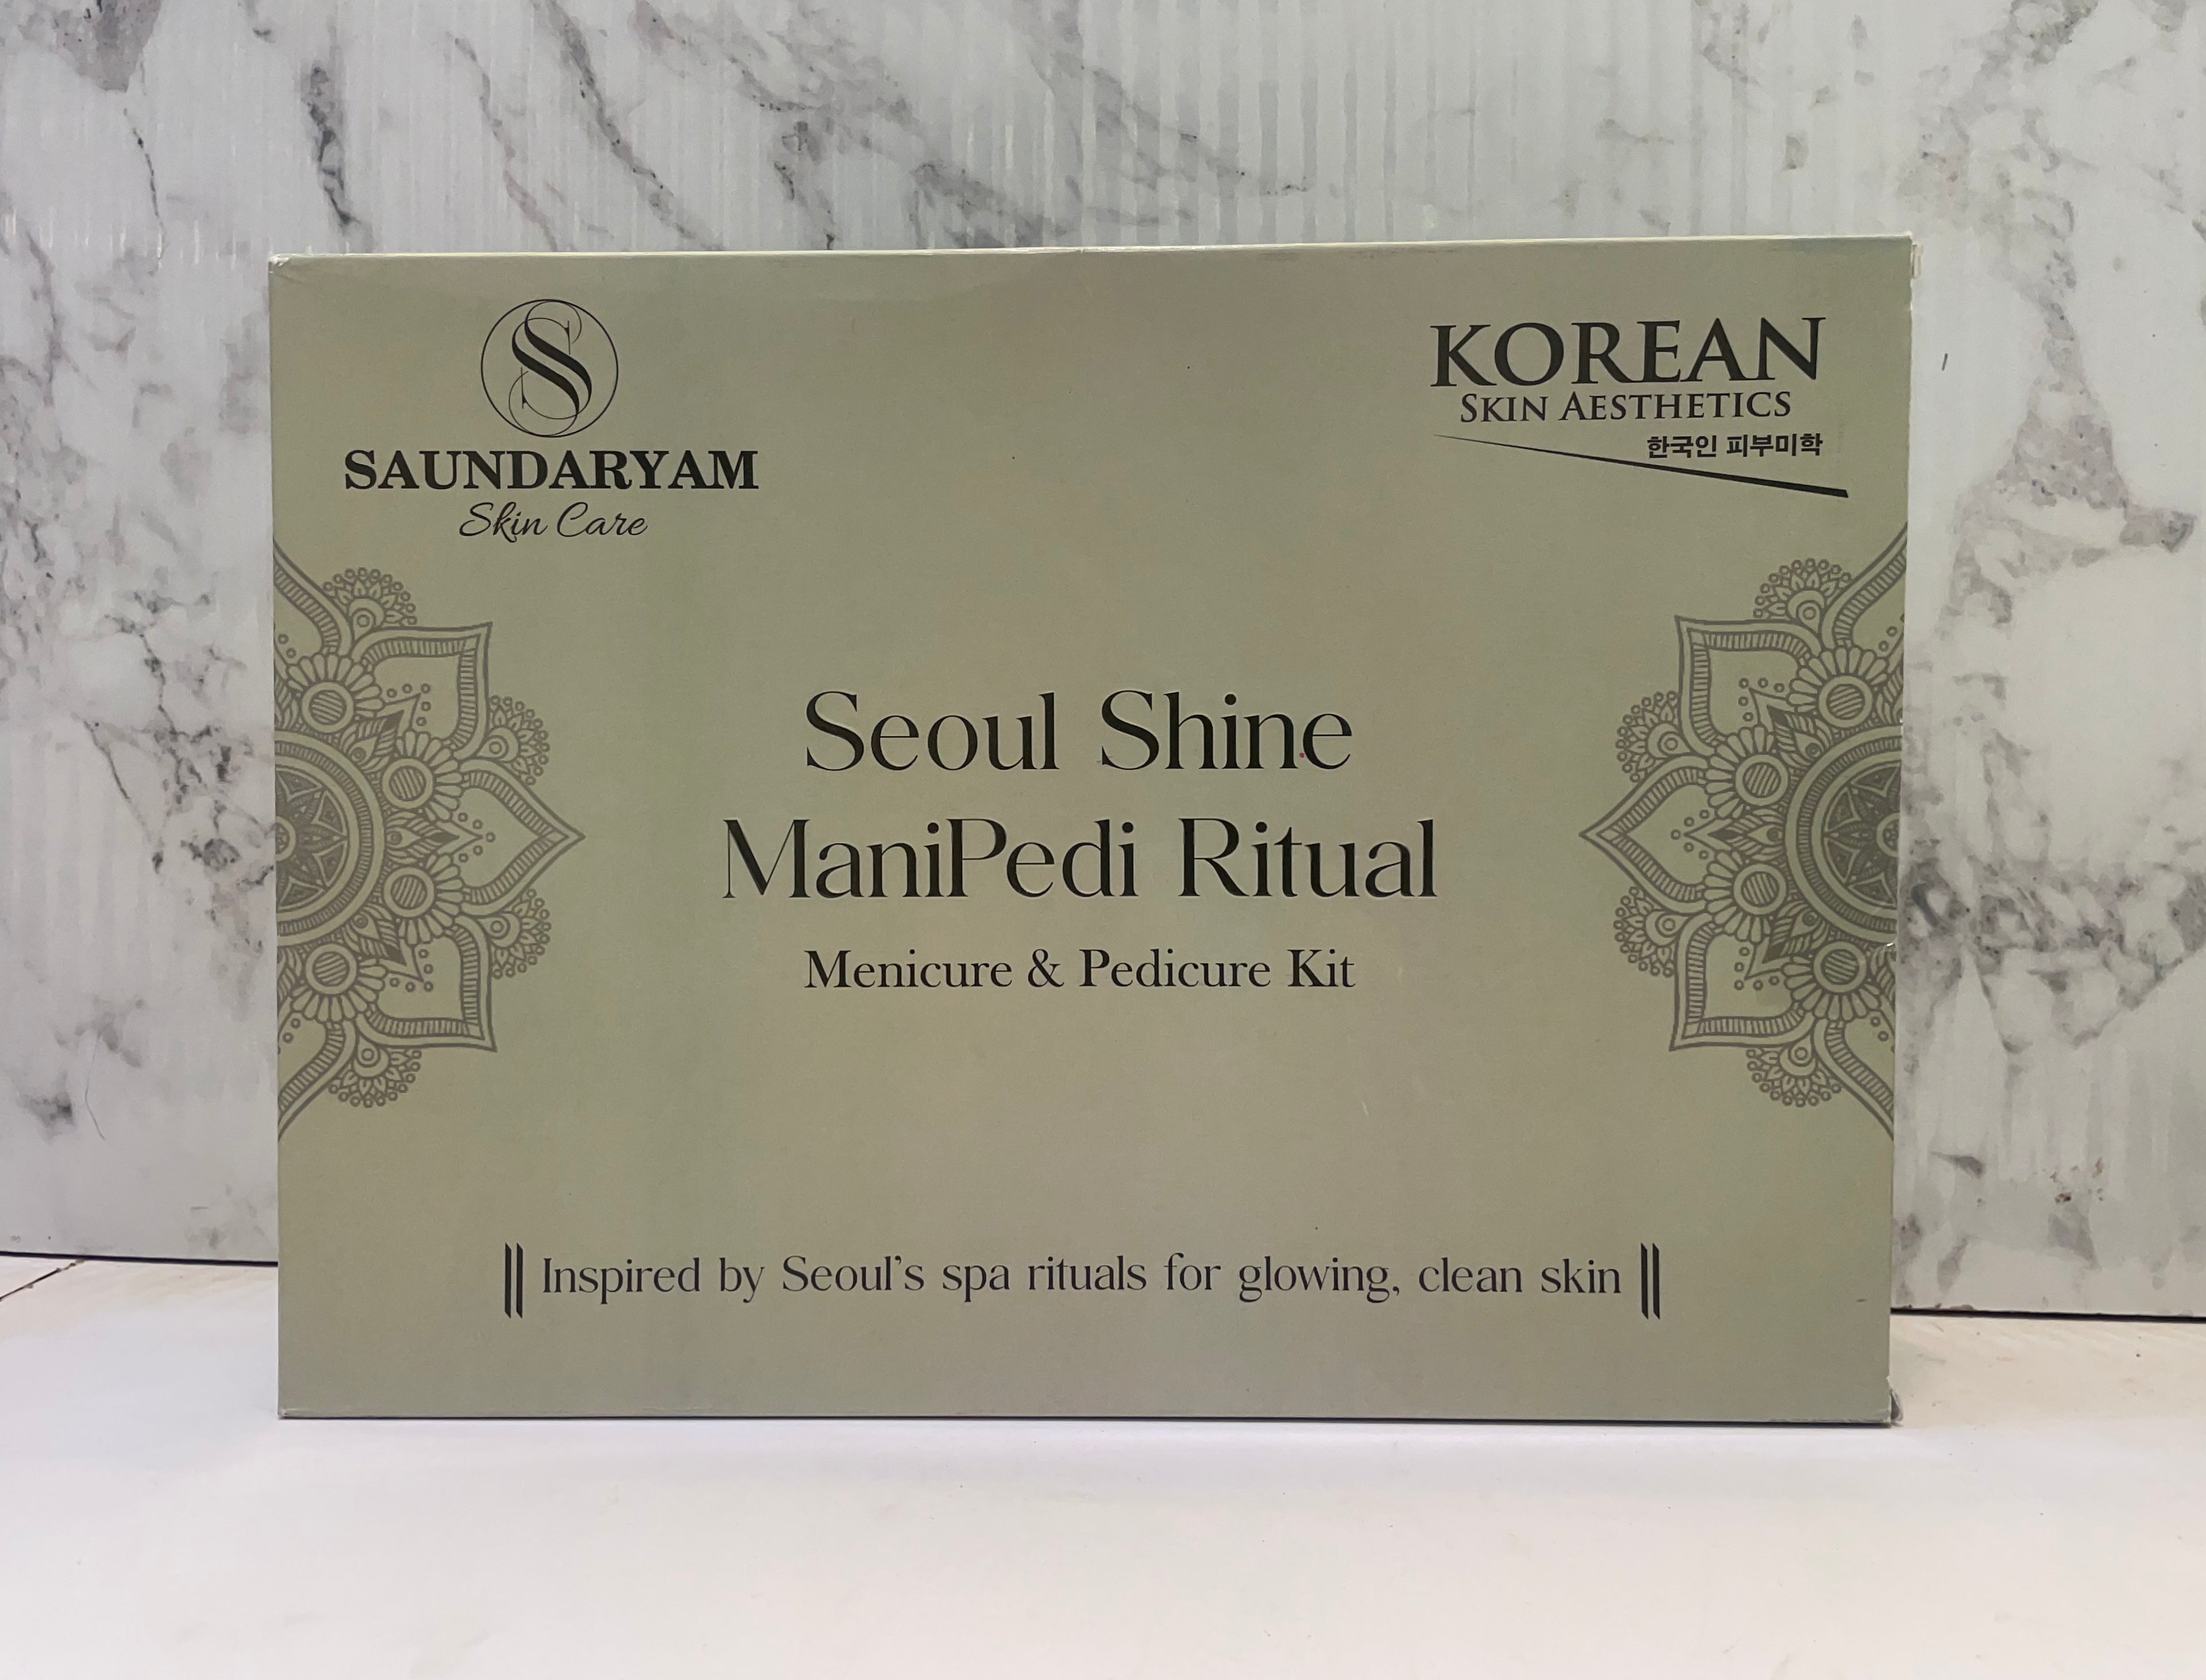 SAUNDARYAM
Skin Care
KOREAN
SKIN AESTHETICS
한국인 피부미학
Seoul Shine
ManiPedi Ritual
Menicure & Pedicure Kit
Inspired by Seoul's spa rituals for glowing, clean skin